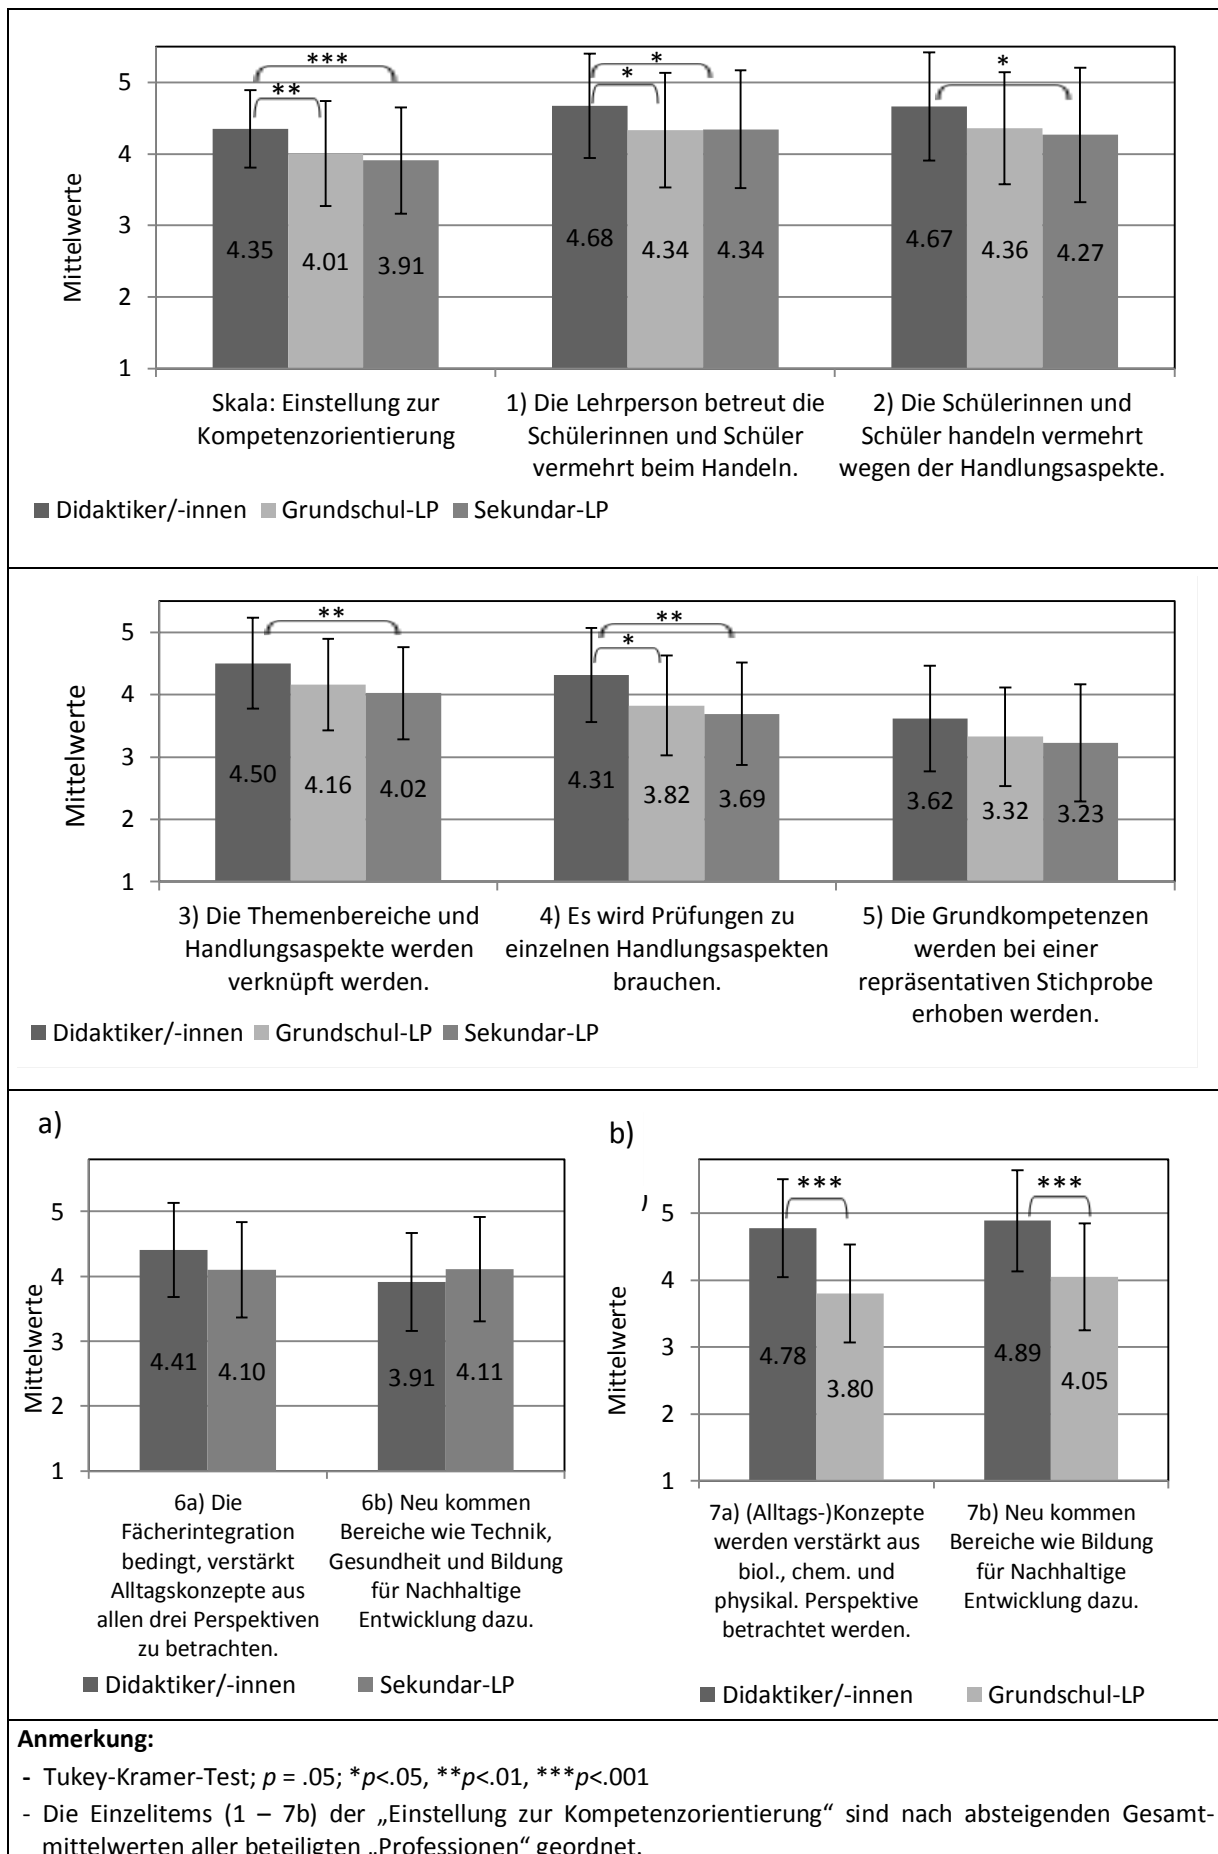 ***
**
*
*
*
5
4
3
2
1
Mittelwerte
4.35
4.01
3.91
4.68
4.34
4.34
4.67
4.36
4.27
Skala: Einstellung zur
Kompetenzorientierung
1) Die Lehrperson betreut die
Schülerinnen und Schüler
vermehrt beim Handeln.
2) Die Schülerinnen und
Schüler handeln vermehrt
wegen der Handlungsaspekte.
Didaktiker/-innen Grundschul-LP Sekundar-LP
**
**
*
5
4
3
2
1
Mittelwerte
4.50
4.16
4.02
4.31
3.82
3.69
3.62
3.32
3.23
3) Die Themenbereiche und
Handlungsaspekte werden
verknüpft werden.
4) Es wird Prüfungen zu
einzelnen Handlungsaspekten
brauchen.
5) Die Grundkompetenzen
werden bei einer
repräsentativen Stichprobe
erhoben werden.
Didaktiker/-innen Grundschul-LP Sekundar-LP
a)
5
4
3
2
1
Mittelwerte
4.41
4.10
3.91
4.11
6a) Die
Fächerintegration
bedingt, verstärkt
Alltagskonzepte aus
allen drei Perspektiven
zu betrachten.
6b) Neu kommen
Bereiche wie Technik,
Gesundheit und Bildung
für Nachhaltige
Entwicklung dazu.
Didaktiker/-innen Sekundar-LP
b)
***
***
5
4
3
2
1
Mittelwerte
4.78
3.80
4.89
4.05
7a) (Alltags-)Konzepte
werden verstärkt aus
biol., chem. und
physikal. Perspektive
betrachtet werden.
7b) Neu kommen
Bereiche wie Bildung
für Nachhaltige
Entwicklung dazu.
Didaktiker/-innen Grundschul-LP
Anmerkung:
- Tukey-Kramer-Test; p = .05; *p<.05, **p<.01, ***p<.001
- Die Einzelitems (1 – 7b) der „Einstellung zur Kompetenzorientierung“ sind nach absteigenden Gesamt-
mittelwerten aller beteiligten „Professionen“ geordnet.